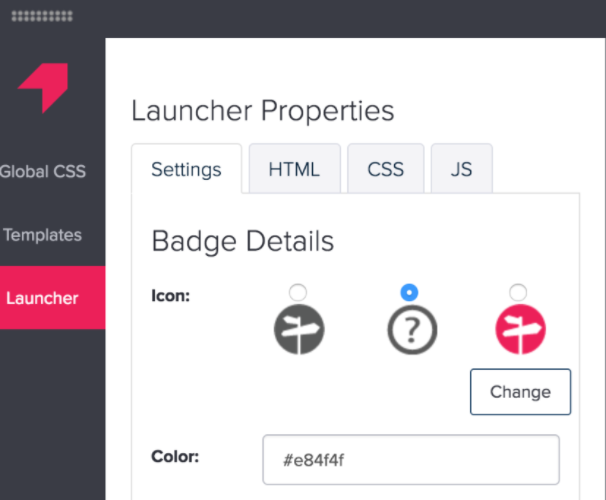 Launcher Properties
Global CSS
Templates
Launcher
Settings HTML CSS JS
Badge Details
Icon:
?
Change
Color: #e84f4f